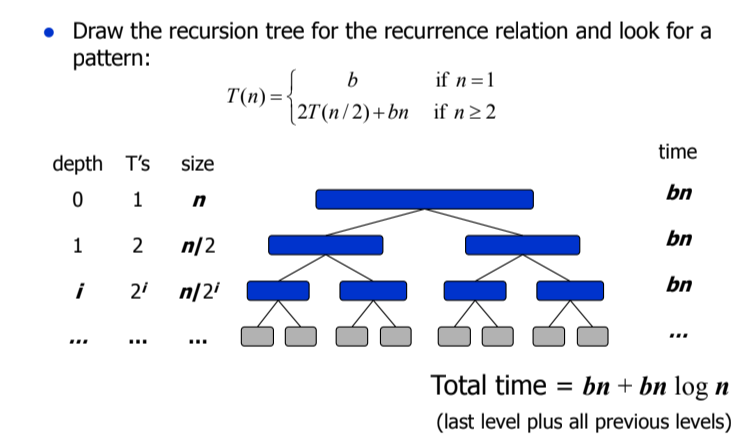 • Draw the recursion tree for the recurrence relation and look for a
pattern:
T(n) = { b if n = 1
2T(n/2) + bn if n ≥ 2
depth T's size time
0 1 n bn
1 2 n/2 bn
i 2ⁱ n/2ⁱ bn
... ... ... ...
Total time = bn + bn log n
(last level plus all previous levels)